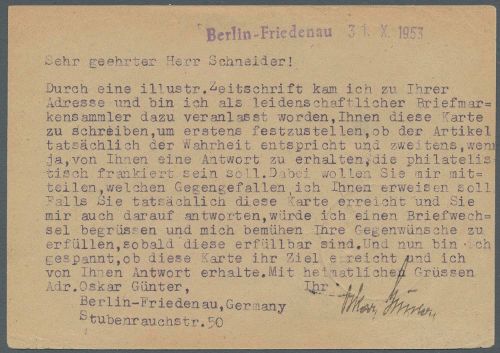 Berlin-Friedenau 31. X. 1953
Sehr geehrter Herr Schneider!
Durch eine illustr.Zeitschrift kam ich zu Ihrer
Adresse und bin ich als leidenschaftlicher Briefmar-
kensammler dazu veranlasst worden,Ihnen diese Karte
zu schreiben,um erstens festzustellen,ob der Artikel
tatsächlich der Wahrheit entspricht und zweitens,wenn
ja,von Ihnen eine Antwort zu erhalten,die philatelis-
tisch frankiert sein soll.Dabei wollen Sie mir mit-
teilen,welchen Gegengefallen,ich Ihnen erweisen soll
Falls Sie tatsächlich diese Karte erreicht und Sie
mir auch darauf antworten,würde ich einen Briefwech-
sel begrüssen und mich bemühen Ihre Gegenwünsche zu
erfüllen,sobald diese erfüllbar sind.Und nun bin ich
gespannt,ob diese Karte ihr Ziel erreicht und ich
von Ihnen Antwort erhalte.Mit heimatlichen Grüssen
Adr.Oskar Günter, Ihr
Berlin-Friedenau,Germany Oskar Günter
Stubenrauchstr.50